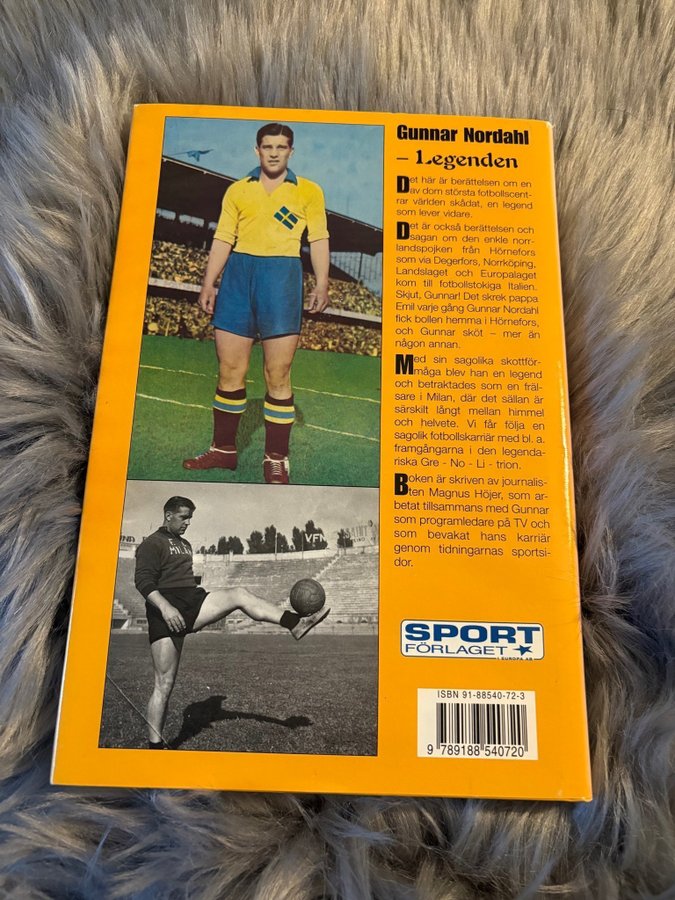 Gunnar Nordahl
– Legenden
Det här är berättelsen om en
av dom största fotbollscent-
rar världen skådat, en legend
som lever vidare.
Det är också berättelsen och
sagan om den enkle norr-
landspojken från Hörnefors
som via Degerfors, Norrköping,
Landslaget och Europalaget
kom till fotbollstokiga Italien.
Skjut, Gunnar! Det skrek pappa
Emil varje gång Gunnar Nordahl
fick bollen hemma i Hörnefors,
och Gunnar sköt – mer än
någon annan.
Med sin sagolika skottför-
måga blev han en legend
och betraktades som en fräl-
sare i Milan, där det sällan är
särskilt långt mellan himmel
och helvete. Vi får följa en
sagolik fotbollskarriär med bl. a.
framgångarna i den legenda-
riska Gre - No - Li - trion.
Boken är skriven av journalis-
ten Magnus Höjer, som ar-
betat tillsammans med Gunnar
som programledare på TV och
som bevakat hans karriär
genom tidningarnas sportsi-
dor.
VFI
MILAN
SPORT
FÖRLAGET
I EUROPA AB
ISBN 91-88540-72-3
9 789188 540720